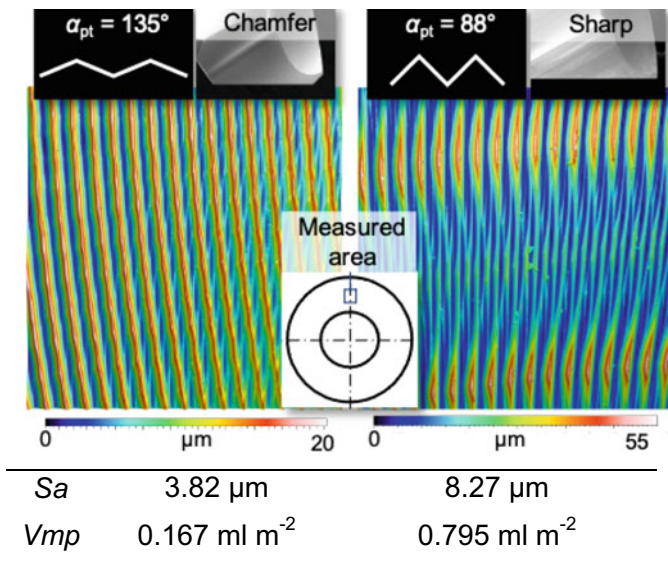 αpt = 135° Chamfer αpt = 88° Sharp
Measured
area
0 µm 20 0 µm 55
Sa 3.82 µm 8.27 µm
Vmp 0.167 ml m-2 0.795 ml m-2